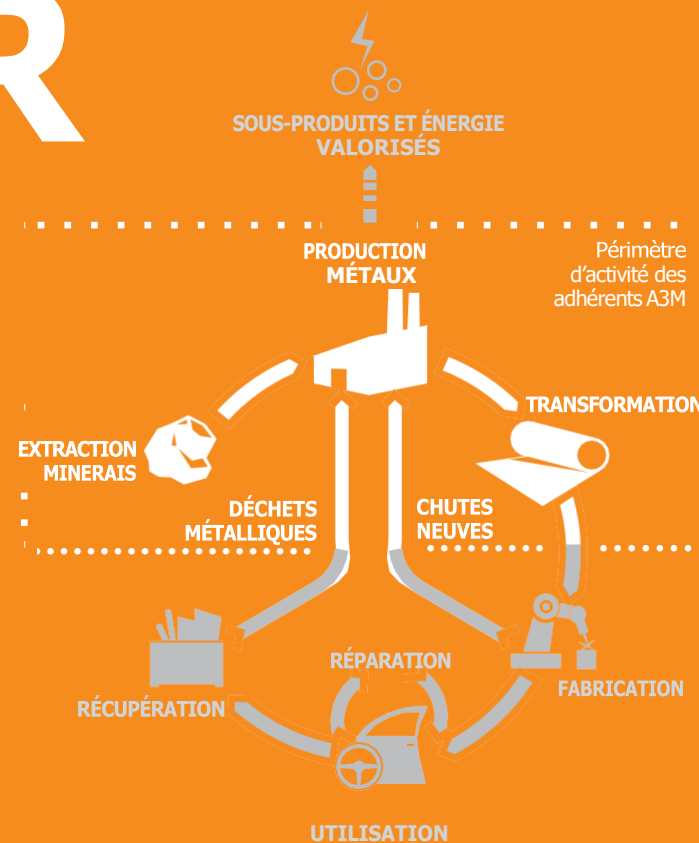 R
SOUS-PRODUITS ET ÉNERGIE
VALORISÉS
PRODUCTION
MÉTAUX
Périmètre
d'activité des
adhérents A3M
TRANSFORMATION
EXTRACTION
MINERAIS
DÉCHETS
MÉTALLIQUES
CHUTES
NEUVES
RÉPARATION
FABRICATION
RÉCUPÉRATION
UTILISATION